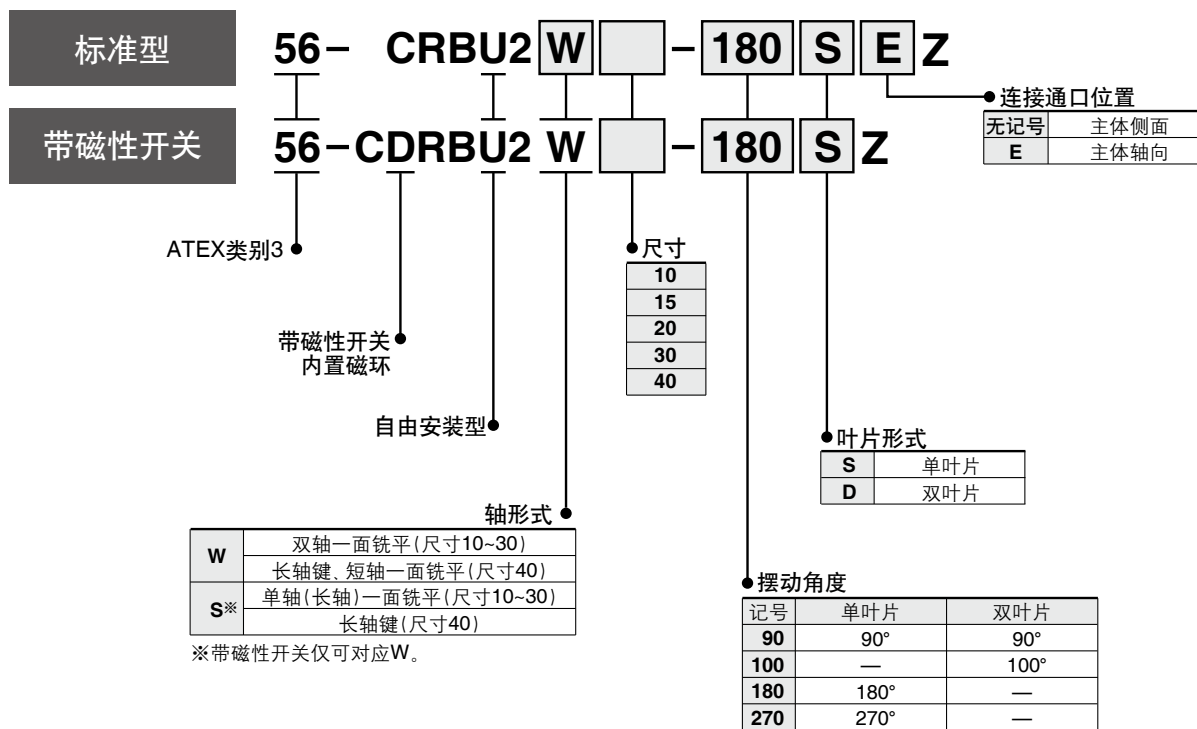 标准型
56- CRBU2 W - 180 S E Z
连接通口位置
无记号 主体侧面
E 主体轴向
带磁性开关
56-CDRBU2 W - 180 S Z
ATEX类别3
尺寸
10
15
20
30
40
带磁性开关
内置磁环
自由安装型
叶片形式
S 单叶片
D 双叶片
轴形式
W 双轴一面铣平(尺寸10~30)
长轴键、短轴一面铣平(尺寸40)
S※ 单轴(长轴)一面铣平(尺寸10~30)
长轴键(尺寸40)
※带磁性开关仅可对应W。
摆动角度
记号 单叶片 双叶片
90 90° 90°
100 — 100°
180 180° —
270 270° —